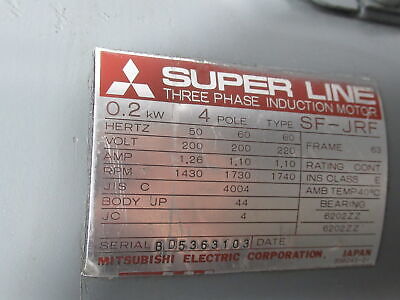 SUPER LINE
THREE PHASE INDUCTION MOTOR
0.2 kW 4 POLE TYPE SF-JRF
HERTZ 50 60 60
VOLT 200 200 220
AMP 1.26 1.10 1.10
RPM 1430 1730 1740
JIS C 4004
BODY UP 44
JC 4
FRAME 63
RATING CONT
INS CLASS E
AMB TEMP 40°C
BEARING
6202ZZ
6202ZZ
SERIAL BD5363103 DATE
MITSUBISHI ELECTRIC CORPORATION, JAPAN